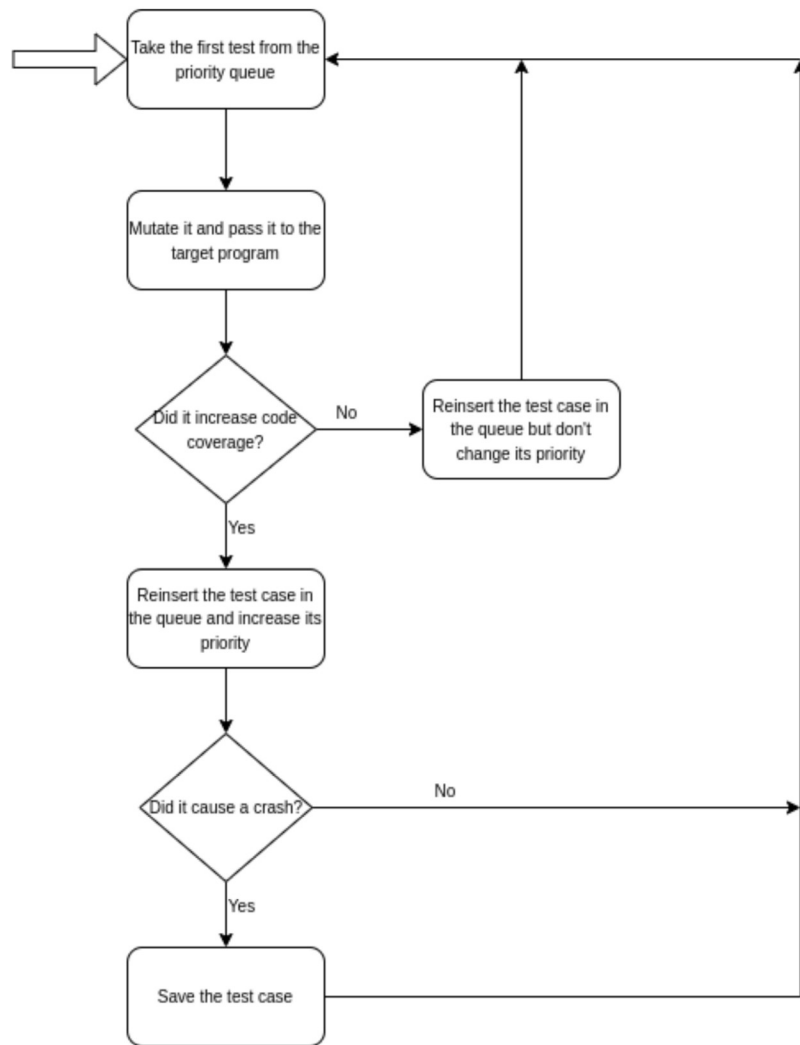 Take the first test from the
priority queue
Mutate it and pass it to the
target program
Did it increase code
coverage?
No
Reinsert the test case in
the queue but don't
change its priority
Yes
Reinsert the test case in
the queue and increase its
priority
Did it cause a crash?
No
Yes
Save the test case